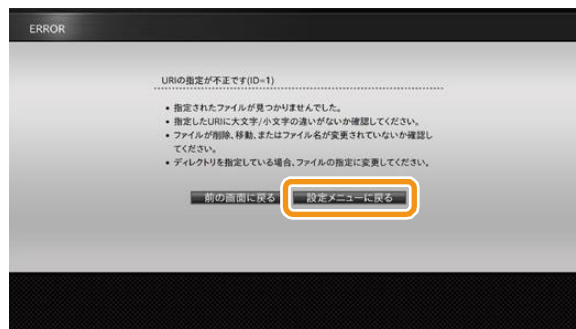 ERROR
URIの指定が不正です(ID=1)
• 指定されたファイルが見つかりませんでした。
• 指定したURIに大文字/小文字の違いがないか確認してください。
• ファイルが削除、移動、またはファイル名が変更されていないか確認し
てください。
• ディレクトリを指定している場合、ファイルの指定に変更してください。
前の画面に戻る 設定メニューに戻る